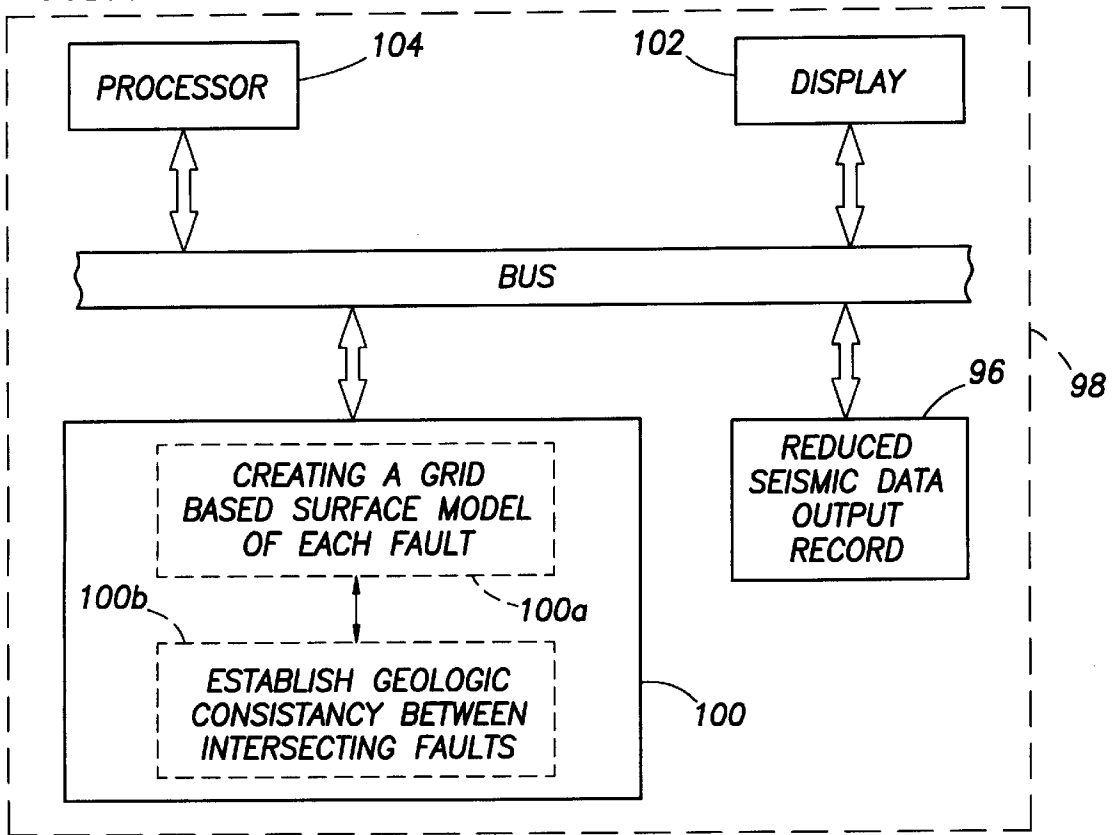 104
PROCESSOR
102
DISPLAY
BUS
98
96
REDUCED
SEISMIC DATA
OUTPUT
RECORD
CREATING A GRID
BASED SURFACE MODEL
OF EACH FAULT
100b
100a
ESTABLISH GEOLOGIC
CONSISTANCY BETWEEN
INTERSECTING FAULTS
100